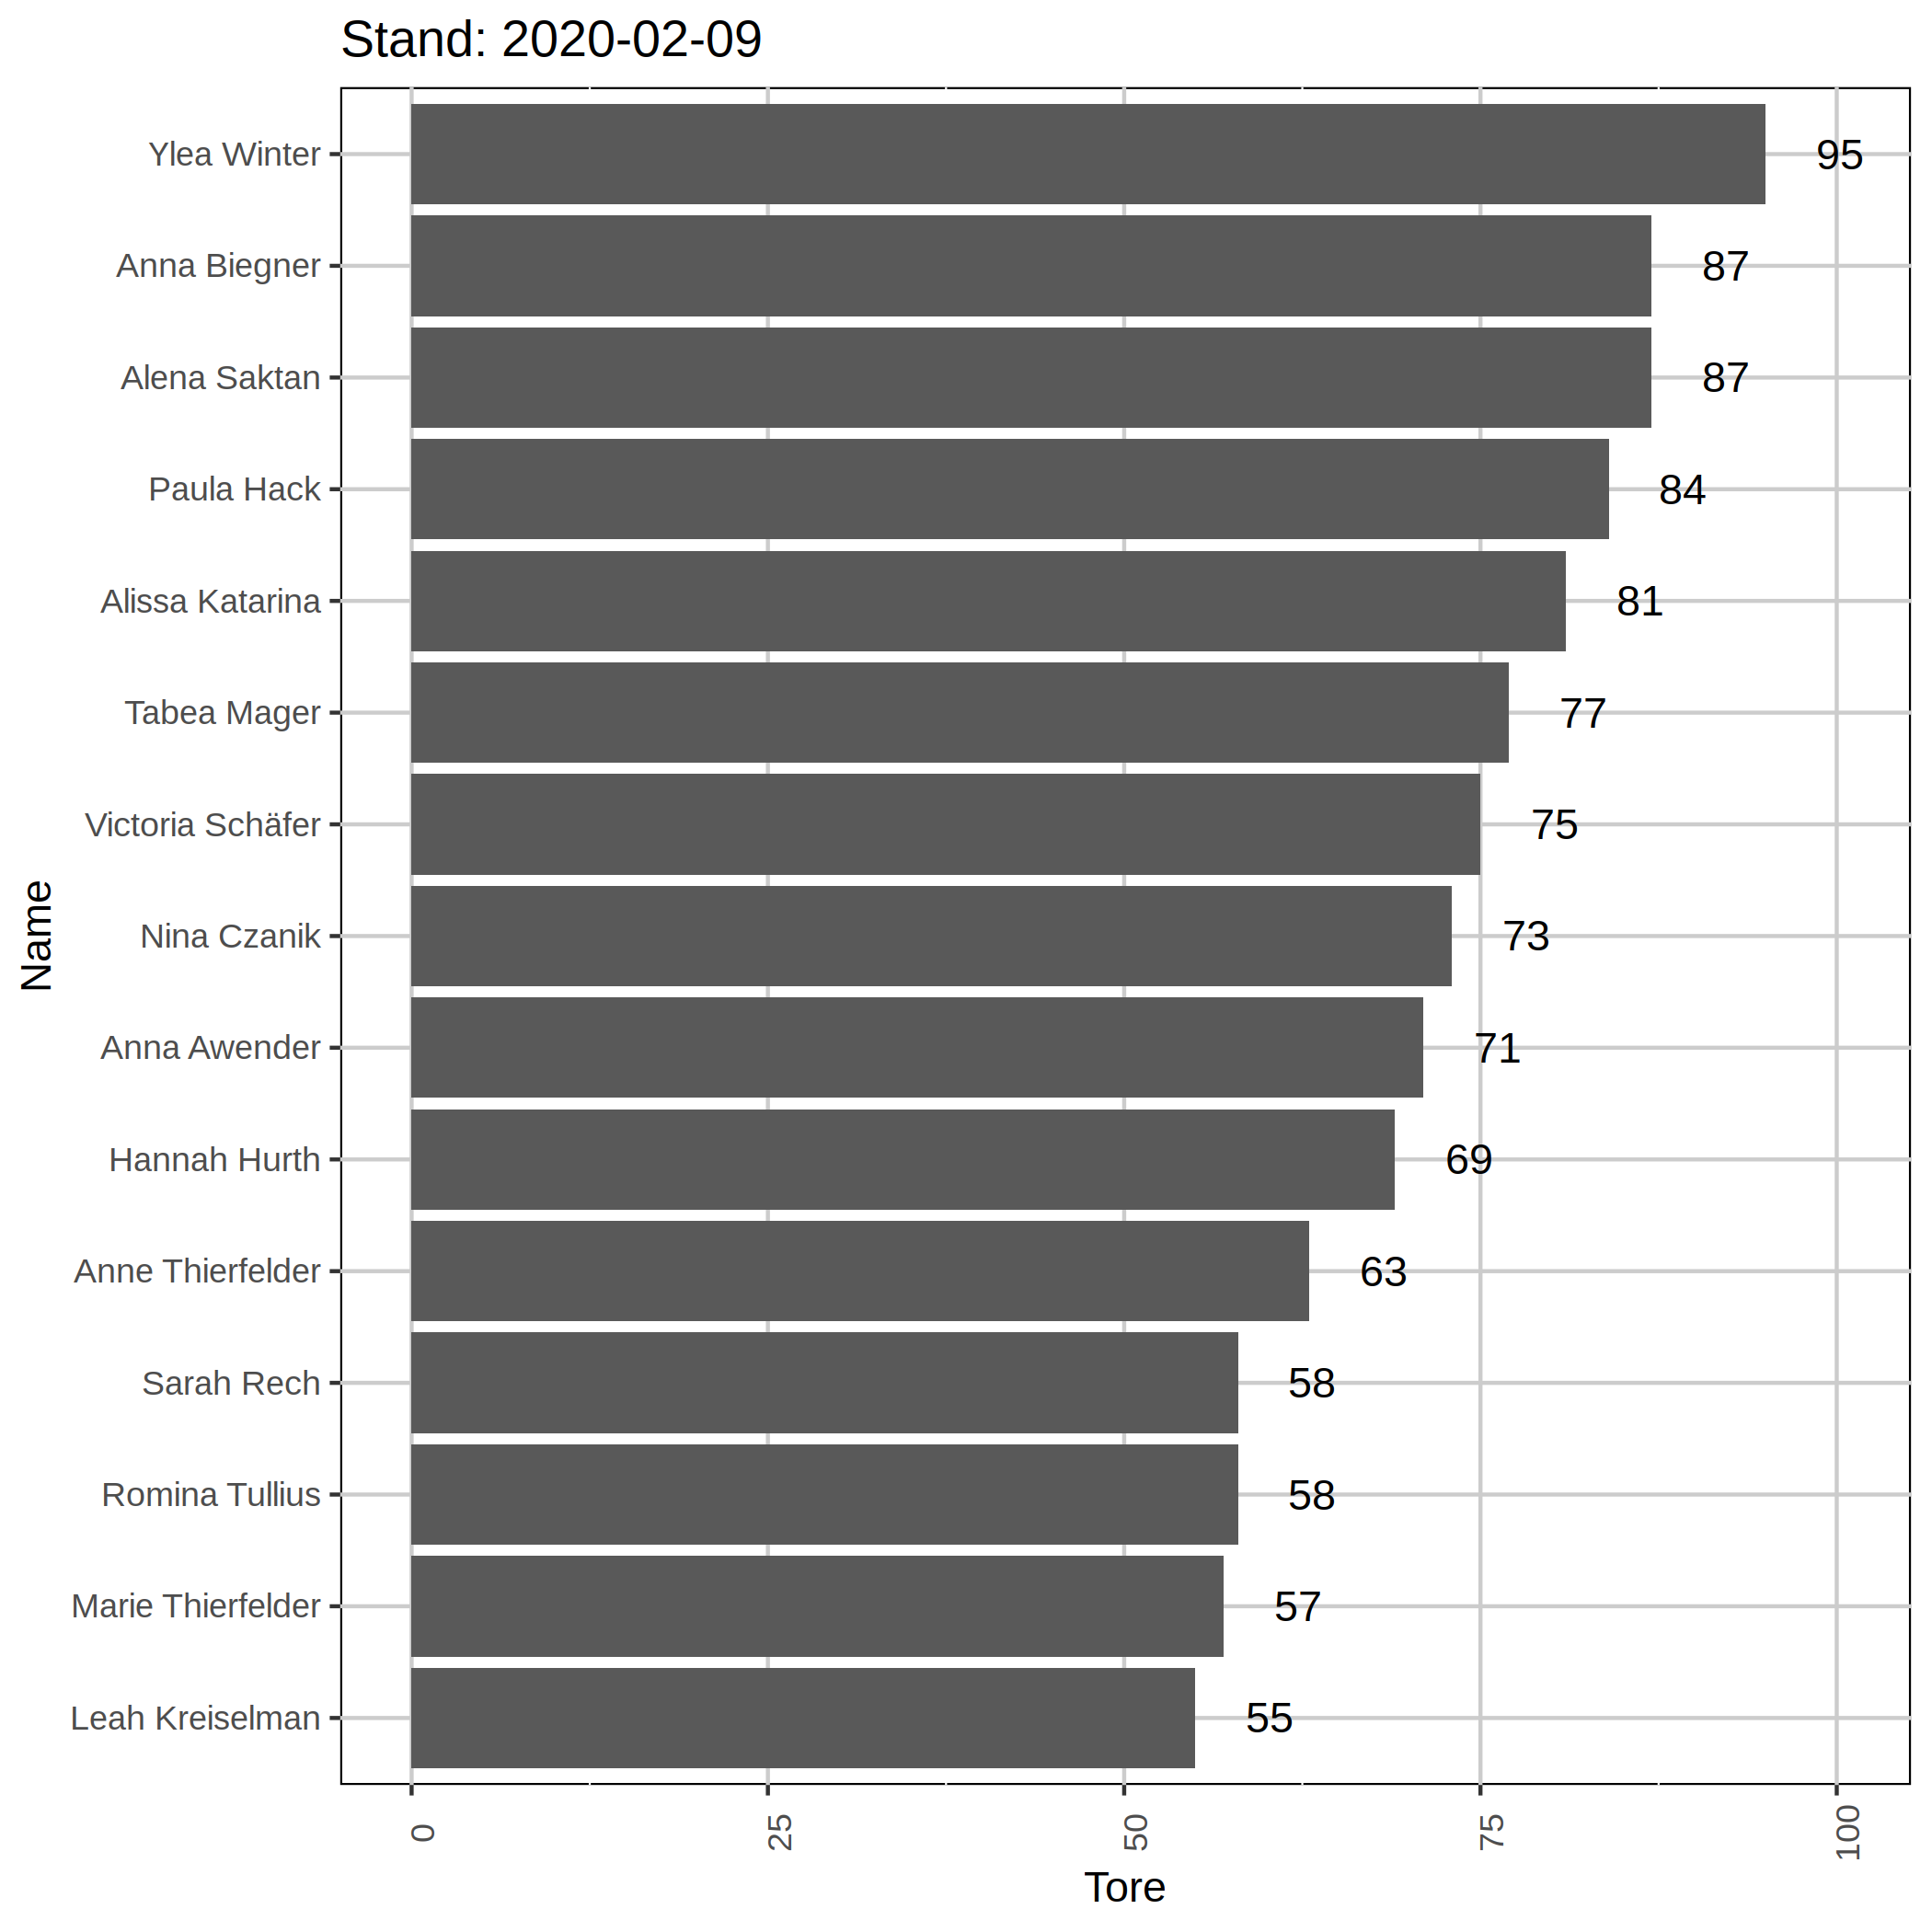 Stand: 2020-02-09
Ylea Winter 95
Anna Biegner 87
Alena Saktan 87
Paula Hack 84
Alissa Katarina 81
Tabea Mager 77
Victoria Schäfer 75
Nina Czanik 73
Anna Awender 71
Hannah Hurth 69
Anne Thierfelder 63
Sarah Rech 58
Romina Tullius 58
Marie Thierfelder 57
Leah Kreiselman 55
Name
0 25 50 75 100
Tore